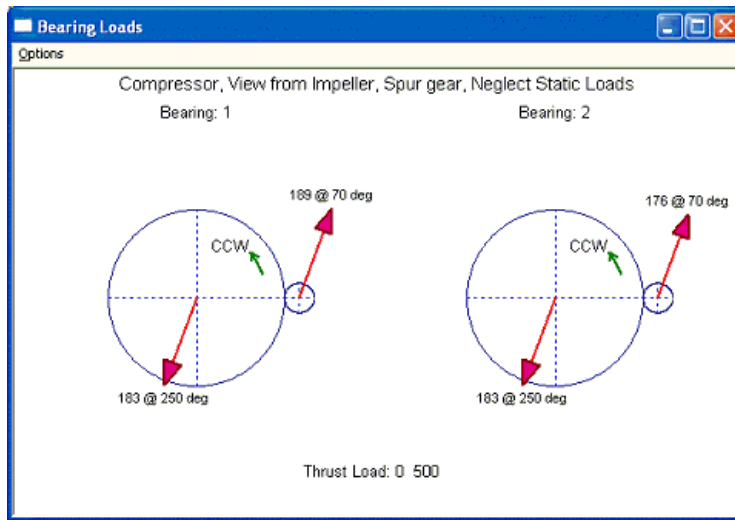 Bearing Loads
Options
Compressor, View from Impeller, Spur gear, Neglect Static Loads
Bearing: 1 Bearing: 2
189 @ 70 deg 176 @ 70 deg
CCW CCW
183 @ 250 deg 183 @ 250 deg
Thrust Load: 0 500